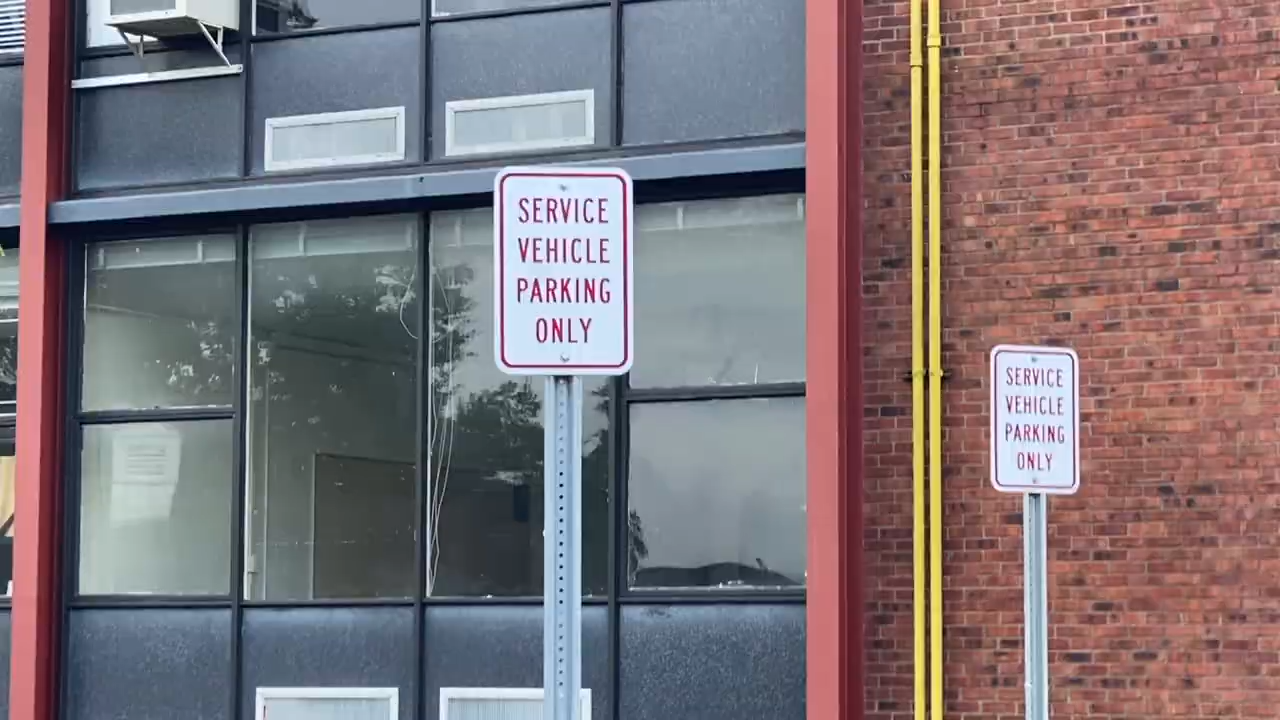 SERVICE
VEHICLE
PARKING
ONLY
SERVICE
VEHICLE
PARKING
ONLY